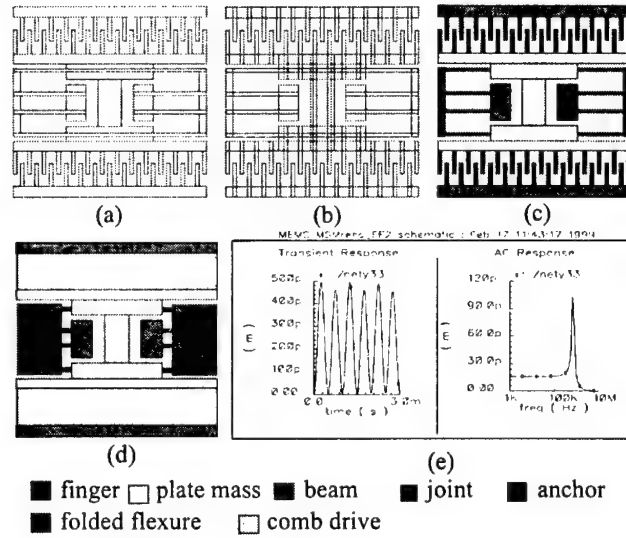 (a)
(b)
(c)
schematic : Feb 17 11:43:17 1999
Transient Response
AC Response
/nety33
/nety33
500p
400p
300p
200p
100p
0.00
( E )
0.0
3.0m
time ( s )
120p
90.0p
60.0p
30.0p
0.00
( E )
1K
100K
10M
freq ( Hz )
(d)
(e)
finger plate mass beam joint anchor
folded flexure comb drive